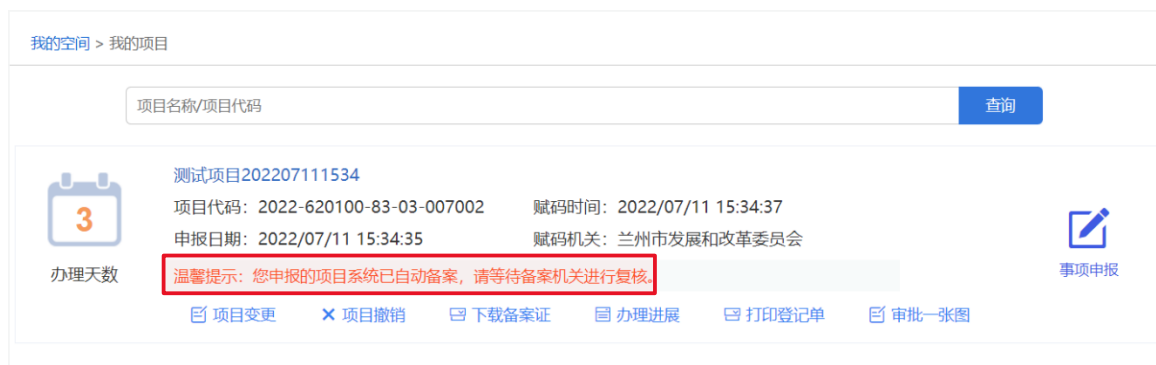 我的空间 > 我的项目
项目名称/项目代码 查询
测试项目202207111534
3 项目代码：2022-620100-83-03-007002 赋码时间：2022/07/11 15:34:37
申报日期：2022/07/11 15:34:35 赋码机关：兰州市发展和改革委员会
办理天数 温馨提示：您申报的项目系统已自动备案，请等待备案机关进行复核。 事项申报
项目变更 项目撤销 下载备案证 办理进展 打印登记单 审批一张图